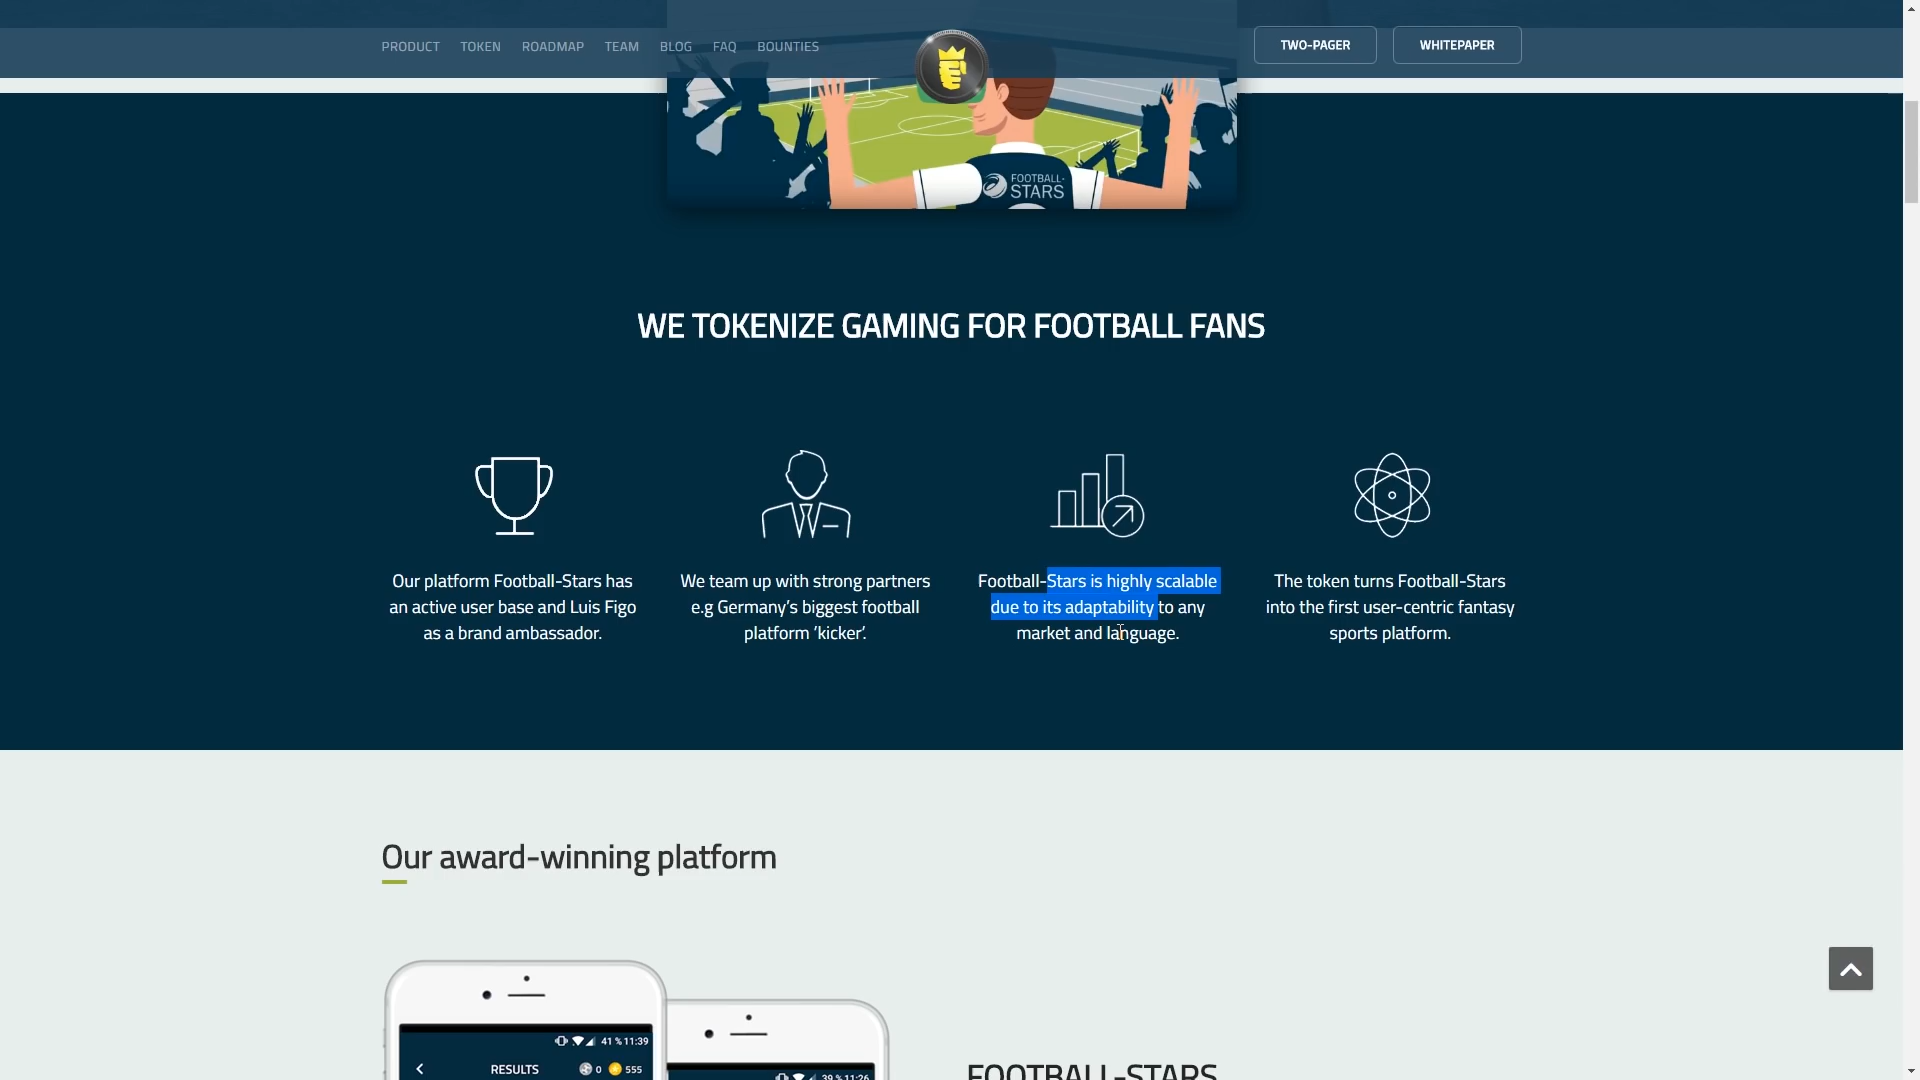 PRODUCT TOKEN ROADMAP TEAM BLOG FAQ BOUNTIES
TWO-PAGER WHITEPAPER
FOOTBALL-
STARS
WE TOKENIZE GAMING FOR FOOTBALL FANS
Our platform Football-Stars has
an active user base and Luis Figo
as a brand ambassador.
We team up with strong partners
e.g Germany’s biggest football
platform ‘kicker’.
Football-Stars is highly scalable
due to its adaptability to any
market and language.
The token turns Football-Stars
into the first user-centric fantasy
sports platform.
Our award-winning platform
41 % 11:39
RESULTS 0 555
39 % 11:26
FOOTBALL-STARS